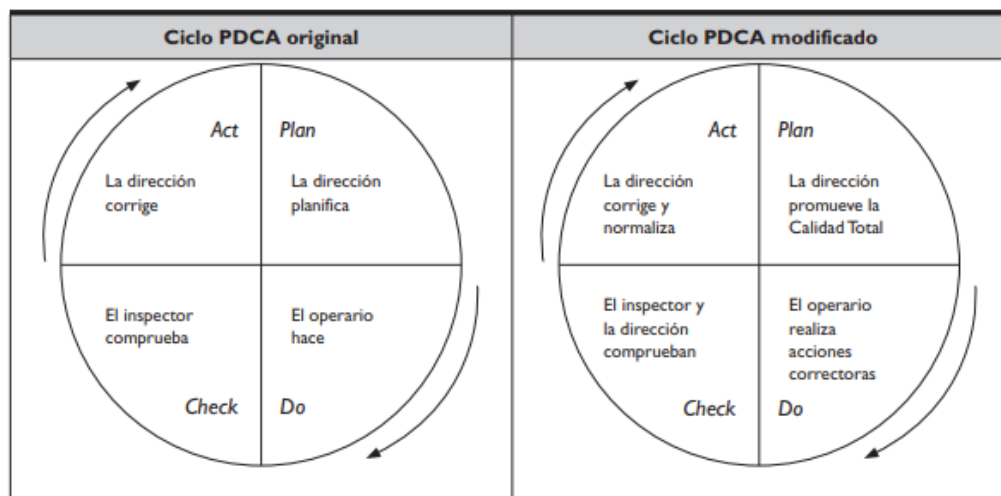 Ciclo PDCA original
Act
Plan
La dirección
corrige
La dirección
planifica
El inspector
comprueba
El operario
hace
Check
Do
Ciclo PDCA modificado
Act
Plan
La dirección
corrige y
normaliza
La dirección
promueve la
Calidad Total
El inspector y
la dirección
comprueban
El operario
realiza
acciones
correctoras
Check
Do